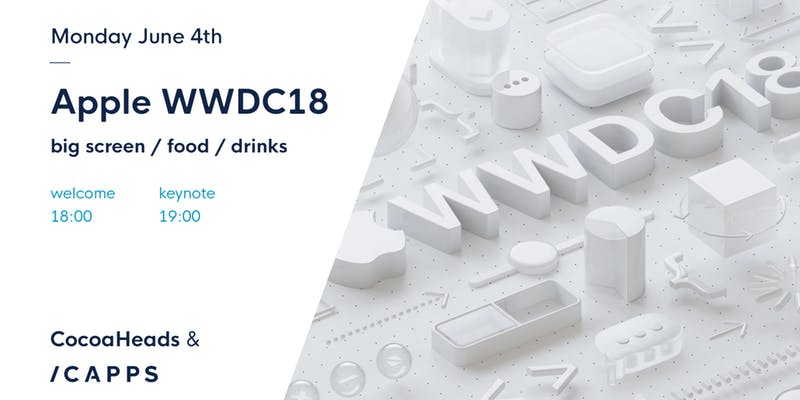 Monday June 4th
Apple WWDC18
big screen / food / drinks
welcome keynote
18:00 19:00
CocoaHeads &
/CAPPS
WWDC18